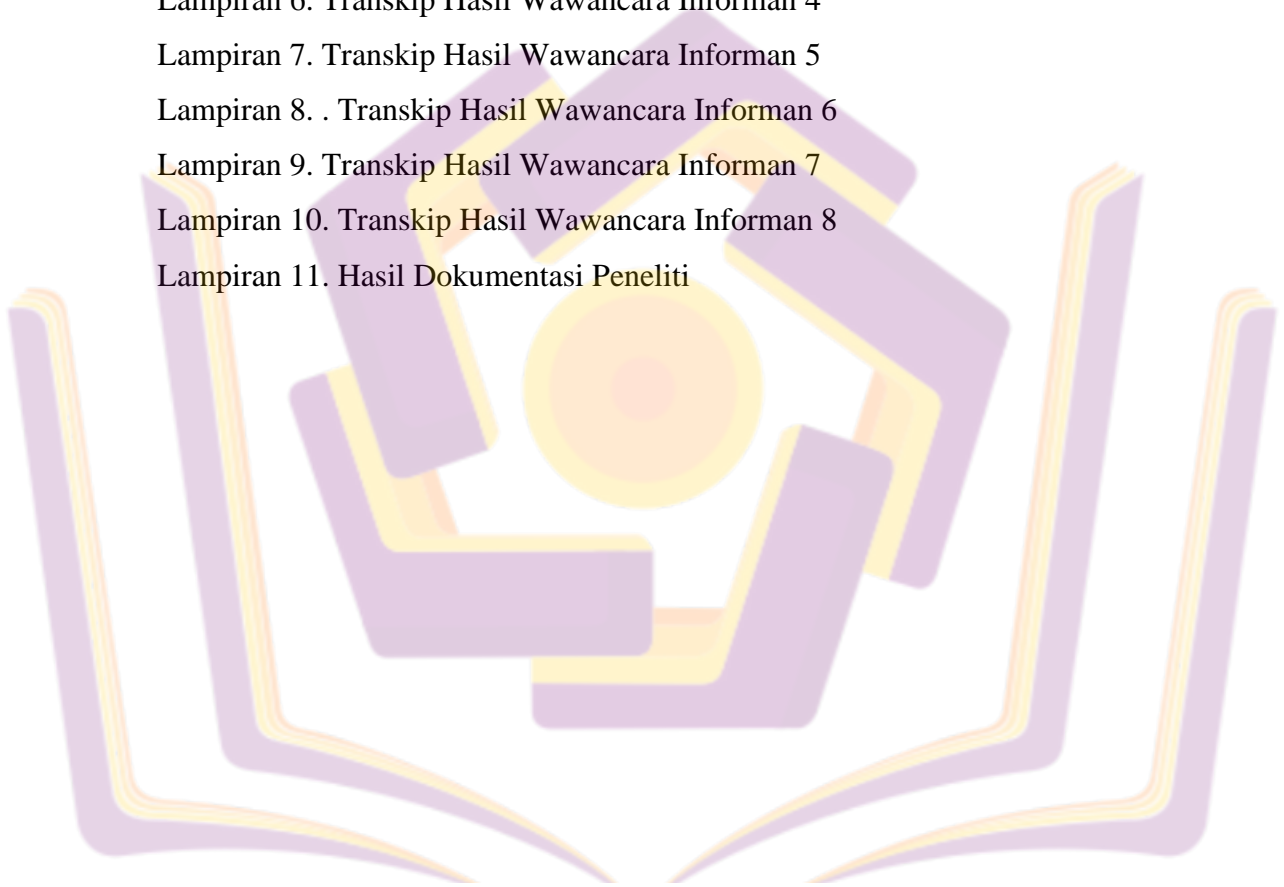 Lampiran 6. Transkip Hasil Wawancara Informan 4
Lampiran 7. Transkip Hasil Wawancara Informan 5
Lampiran 8. . Transkip Hasil Wawancara Informan 6
Lampiran 9. Transkip Hasil Wawancara Informan 7
Lampiran 10. Transkip Hasil Wawancara Informan 8
Lampiran 11. Hasil Dokumentasi Peneliti